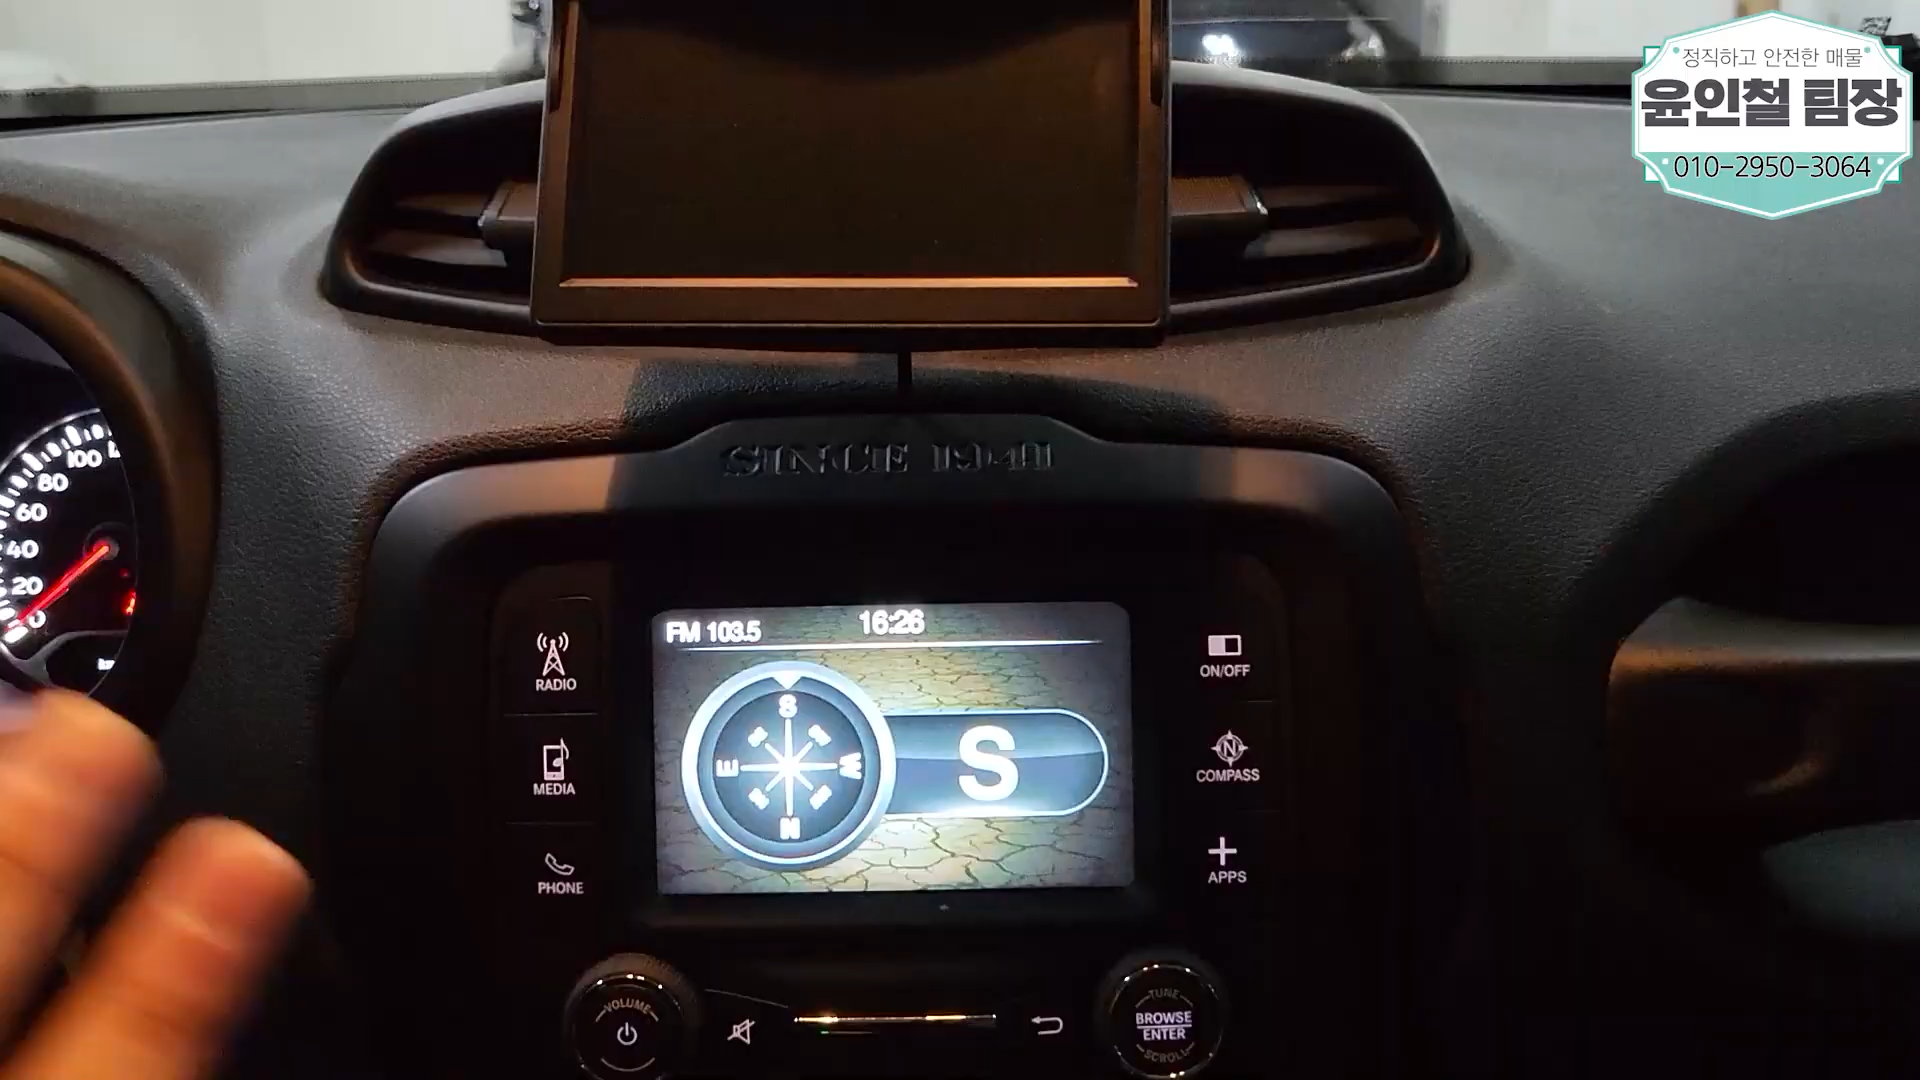 정직하고 안전한 매물
윤인철 팀장
010-2950-3064
SINCE 1941
100
80
60
40
20
0
FM 103.5
16:26
S
E
W
N
S
RADIO
MEDIA
PHONE
ON/OFF
N
COMPASS
APPS
VOLUME
TUNE
BROWSE
ENTER
SCROLL